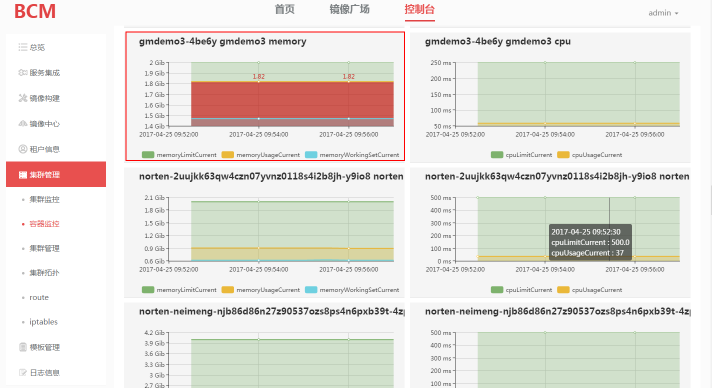 BCM
首页 镜像广场 控制台 admin
总览
服务集成
镜像构建
镜像中心
租户信息
集群管理
集群监控
容器监控
集群管理
集群拓扑
route
iptables
模板管理
日志信息
gmdemo3-4be6y gmdemo3 memory
2 Gib
1.9 Gib
1.8 Gib
1.7 Gib
1.6 Gib
1.5 Gib
1.4 Gib
1.82 1.82
2017-04-25 09:52:00 2017-04-25 09:54:00 2017-04-25 09:56:00
memoryLimitCurrent memoryUsageCurrent memoryWorkingSetCurrent
gmdemo3-4be6y gmdemo3 cpu
250 ms
200 ms
150 ms
100 ms
50 ms
2017-04-25 09:52:00 2017-04-25 09:54:00 2017-04-25 09:56:00
cpuLimitCurrent cpuUsageCurrent
norten-2uujkk63qw4czn07yvnz0118s4i2b8jh-y9io8 norten
2.1 Gib
1.8 Gib
1.5 Gib
1.2 Gib
0.9 Gib
0.6 Gib
2017-04-25 09:52:00 2017-04-25 09:54:00 2017-04-25 09:56:00
memoryLimitCurrent memoryUsageCurrent memoryWorkingSetCurrent
norten-2uujkk63qw4czn07yvnz0118s4i2b8jh-y9io8 norten
500 ms
400 ms
300 ms
200 ms
100 ms
0 ms
2017-04-25 09:52:30
cpuLimitCurrent : 500.0
cpuUsageCurrent : 37
2017-04-25 09:52:00 2017-04-25 09:54:00 2017-04-25 09:56:00
cpuLimitCurrent cpuUsageCurrent
norten-neimeng-njb86d86n27z90537ozs8ps4n6pxb39t-4zp
4.2 Gib
3.9 Gib
3.6 Gib
3.3 Gib
3 Gib
2.7 Gib
norten-neimeng-njb86d86n27z90537ozs8ps4n6pxb39t-4zp
500 ms
400 ms
300 ms
200 ms
100 ms